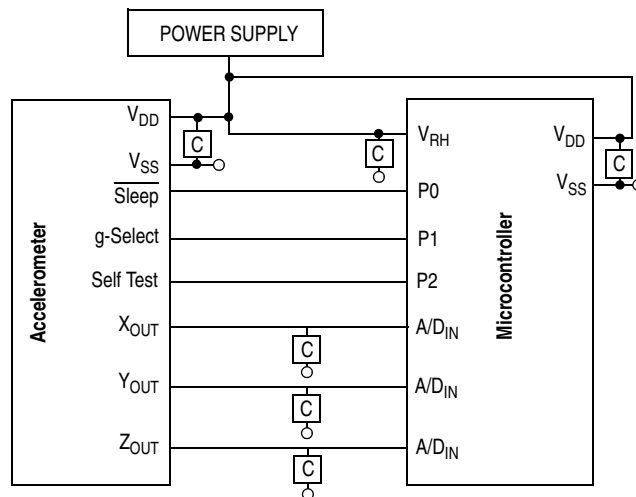 POWER SUPPLY
Accelerometer
V_DD
C
V_SS
Sleep
g-Select
Self Test
X_OUT
Y_OUT
Z_OUT
C
C
C
C
V_RH
P0
P1
P2
A/D_IN
A/D_IN
A/D_IN
Microcontroller
V_DD
C
V_SS